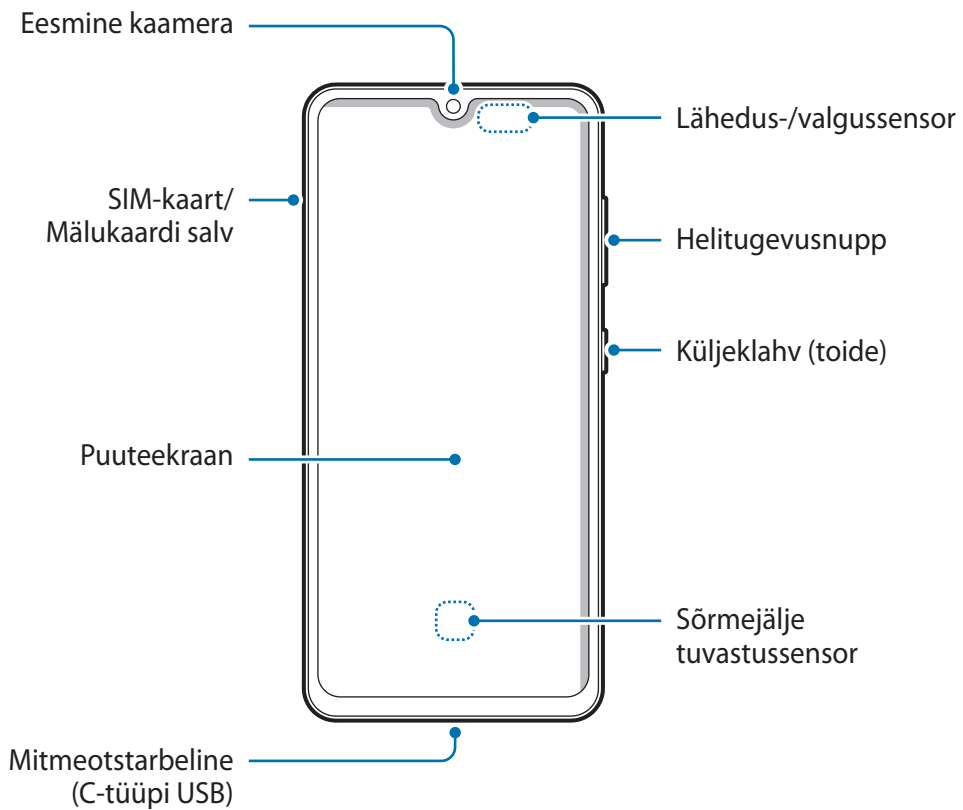 Eesmine kaamera
Lähedus-/valgussensor
SIM-kaart/
Mälukaardi salv
Helitugevusnupp
Küljeklahv (toide)
Puuteekraan
Sõrmejälje
tuvastussensor
Mitmeotstarbeline
(C-tüüpi USB)